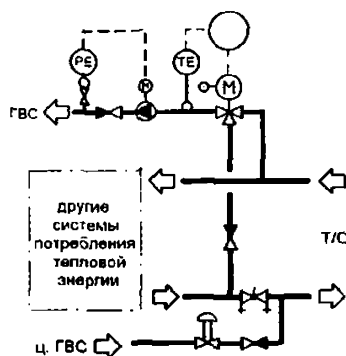 PE
M
TE
M
ГВС
другие
системы
потребления
тепловой
энергии
Т/С
ц. ГВС